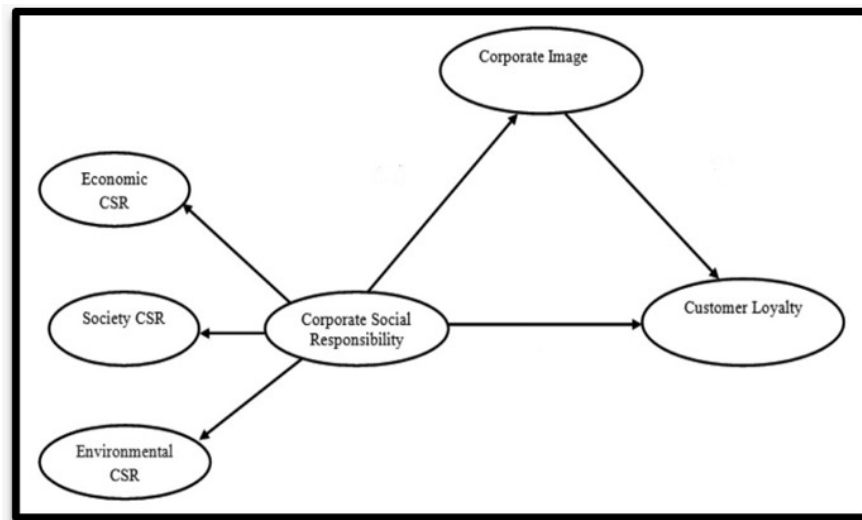 Corporate Image
Economic
CSR
Society CSR
Corporate Social
Responsibility
Customer Loyalty
Environmental
CSR